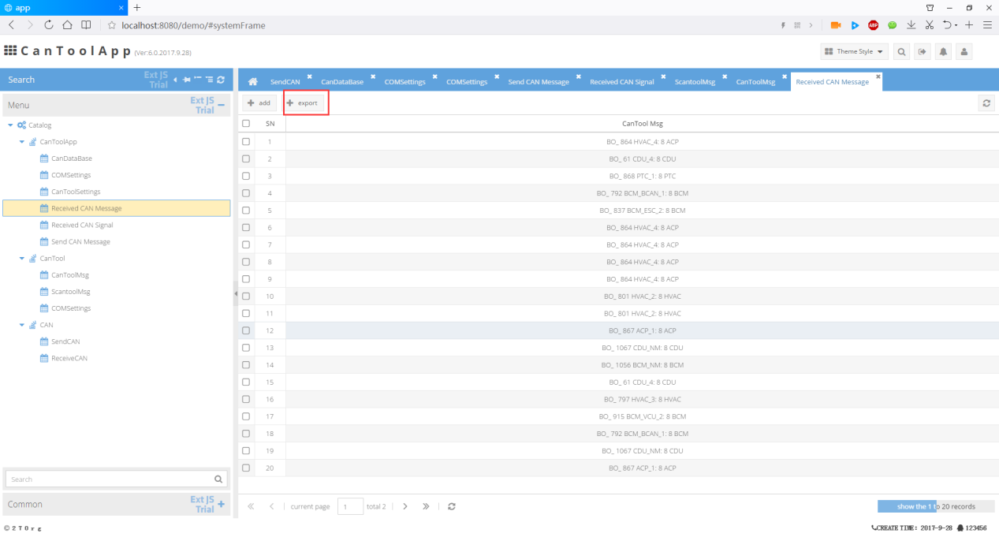 app
localhost:8080/demo/#systemFrame
ABP
CanToolApp (Ver:6.0.2017.9.28)
Theme Style
Search
Ext JS
Trial
SendCAN CanDataBase COMSettings COMSettings Send CAN Message Received CAN Signal ScantoolMsg CanToolMsg Received CAN Message
Menu
Ext JS
Trial
add export
SN CanTool Msg
Catalog
CanToolApp
CanDataBase
COMSettings
CanToolSettings
Received CAN Message
Received CAN Signal
Send CAN Message
CanTool
CanToolMsg
ScantoolMsg
COMSettings
CAN
SendCAN
ReceiveCAN
1 BO_ 864 HVAC_4: 8 ACP
2 BO_ 61 CDU_4: 8 CDU
3 BO_ 868 PTC_1: 8 PTC
4 BO_ 792 BCM_BCAN_1: 8 BCM
5 BO_ 837 BCM_ESC_2: 8 BCM
6 BO_ 864 HVAC_4: 8 ACP
7 BO_ 864 HVAC_4: 8 ACP
8 BO_ 864 HVAC_4: 8 ACP
9 BO_ 864 HVAC_4: 8 ACP
10 BO_ 801 HVAC_2: 8 HVAC
11 BO_ 801 HVAC_2: 8 HVAC
12 BO_ 867 ACP_1: 8 ACP
13 BO_ 1067 CDU_NM: 8 CDU
14 BO_ 1056 BCM_NM: 8 BCM
15 BO_ 61 CDU_4: 8 CDU
16 BO_ 797 HVAC_3: 8 HVAC
17 BO_ 915 BCM_VCU_2: 8 BCM
18 BO_ 792 BCM_BCAN_1: 8 BCM
19 BO_ 1067 CDU_NM: 8 CDU
20 BO_ 867 ACP_1: 8 ACP
Search
Common
Ext JS
Trial
current page 1 total 2
show the 1 to 20 records
©270rg
CREATE TIME: 2017-9-28 123456